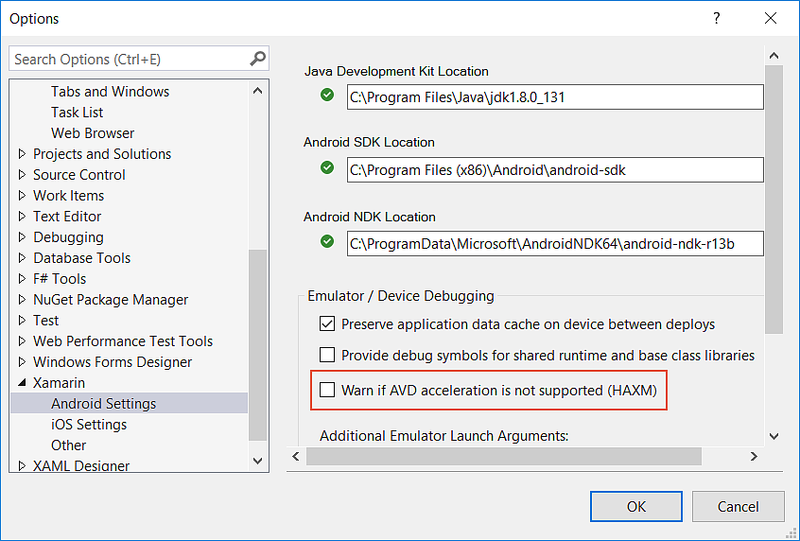 Options
Search Options (Ctrl+E)
Tabs and Windows
Task List
Web Browser
Projects and Solutions
Source Control
Work Items
Text Editor
Debugging
Database Tools
F# Tools
NuGet Package Manager
Test
Web Performance Test Tools
Windows Forms Designer
Xamarin
Android Settings
iOS Settings
Other
XAML Designer
Java Development Kit Location
C:\Program Files\Java\jdk1.8.0_131
Android SDK Location
C:\Program Files (x86)\Android\android-sdk
Android NDK Location
C:\ProgramData\Microsoft\AndroidNDK64\android-ndk-r13b
Emulator / Device Debugging
Preserve application data cache on device between deploys
Provide debug symbols for shared runtime and base class libraries
Warn if AVD acceleration is not supported (HAXM)
Additional Emulator Launch Arguments:
OK
Cancel